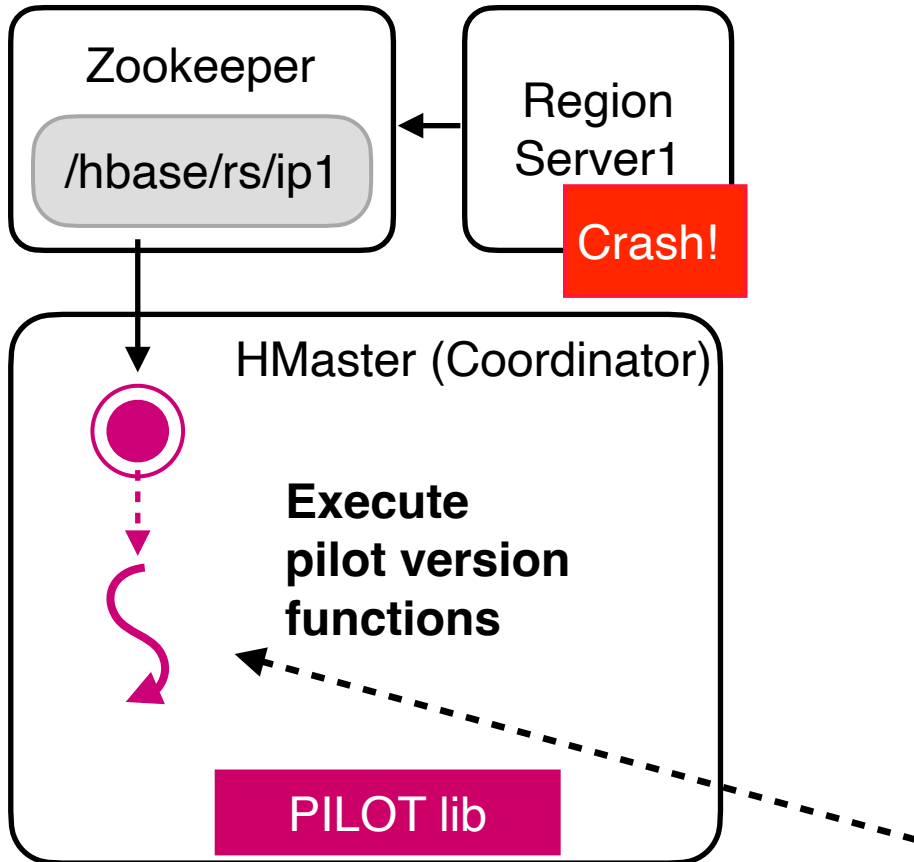 Zookeeper
/hbase/rs/ip1
Region
Server1
Crash!
HMaster (Coordinator)
Execute
pilot version
functions
PILOT lib